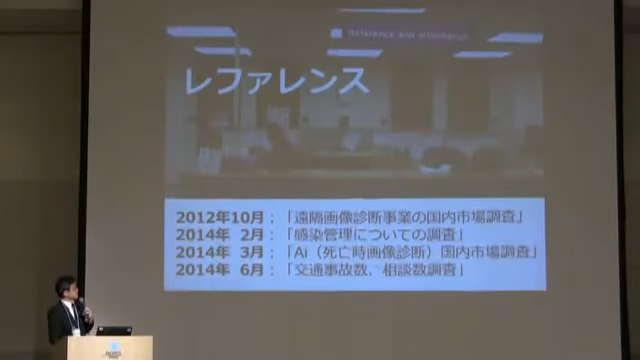 Reference and Information
レファレンス
2012年10月：「遠隔画像診断事業の国内市場調査」
2014年 2月：「感染管理についての調査」
2014年 3月：「Ai（死亡時画像診断）国内市場調査」
2014年 6月：「交通事故数、相談数調査」